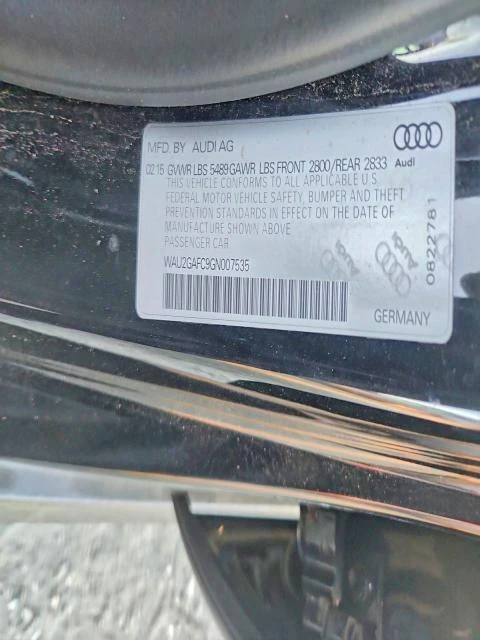 MFD. BY AUDI AG
02 15 GVWR LBS 5489 GAWR LBS FRONT 2800/REAR 2833
Audi
THIS VEHICLE CONFORMS TO ALL APPLICABLE U.S.
FEDERAL MOTOR VEHICLE SAFETY, BUMPER AND THEFT
PREVENTION STANDARDS IN EFFECT ON THE DATE OF
MANUFACTURE SHOWN ABOVE
PASSENGER CAR
WAU2GAFC9GN007535
Audi
Audi
0822781
GERMANY